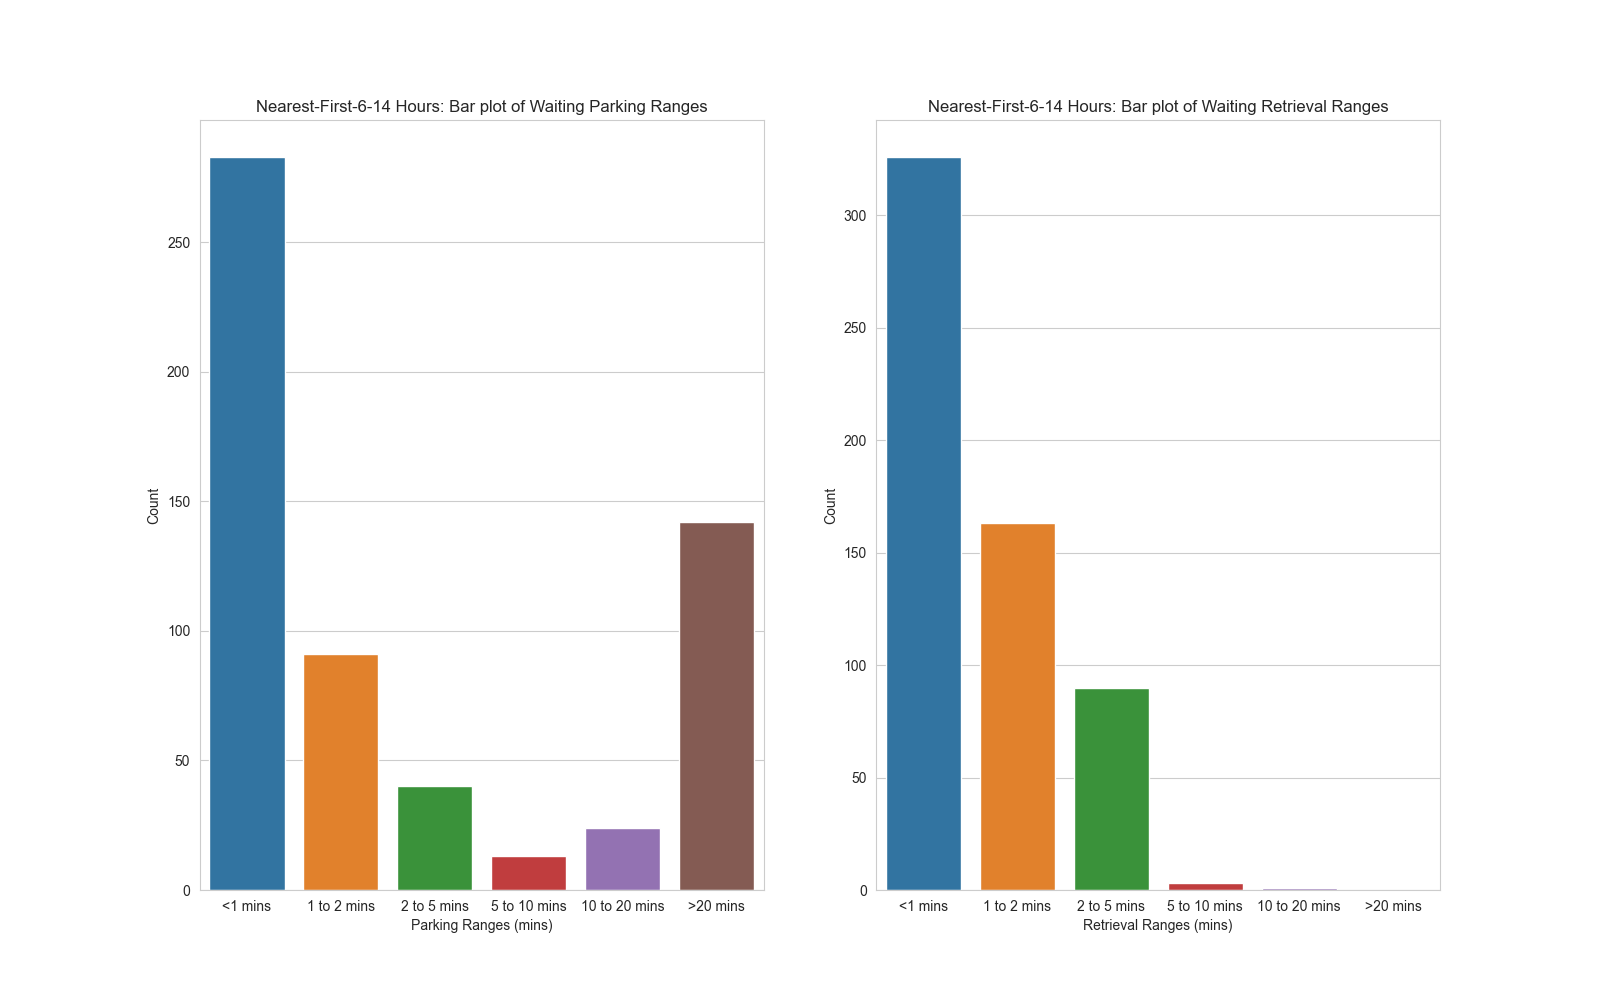 Nearest-First-6-14 Hours: Bar plot of Waiting Parking Ranges
250
200
150
100
50
0
Count
<1 mins
1 to 2 mins
2 to 5 mins
5 to 10 mins
10 to 20 mins
>20 mins
Parking Ranges (mins)
Nearest-First-6-14 Hours: Bar plot of Waiting Retrieval Ranges
300
250
200
150
100
50
0
Count
<1 mins
1 to 2 mins
2 to 5 mins
5 to 10 mins
10 to 20 mins
>20 mins
Retrieval Ranges (mins)